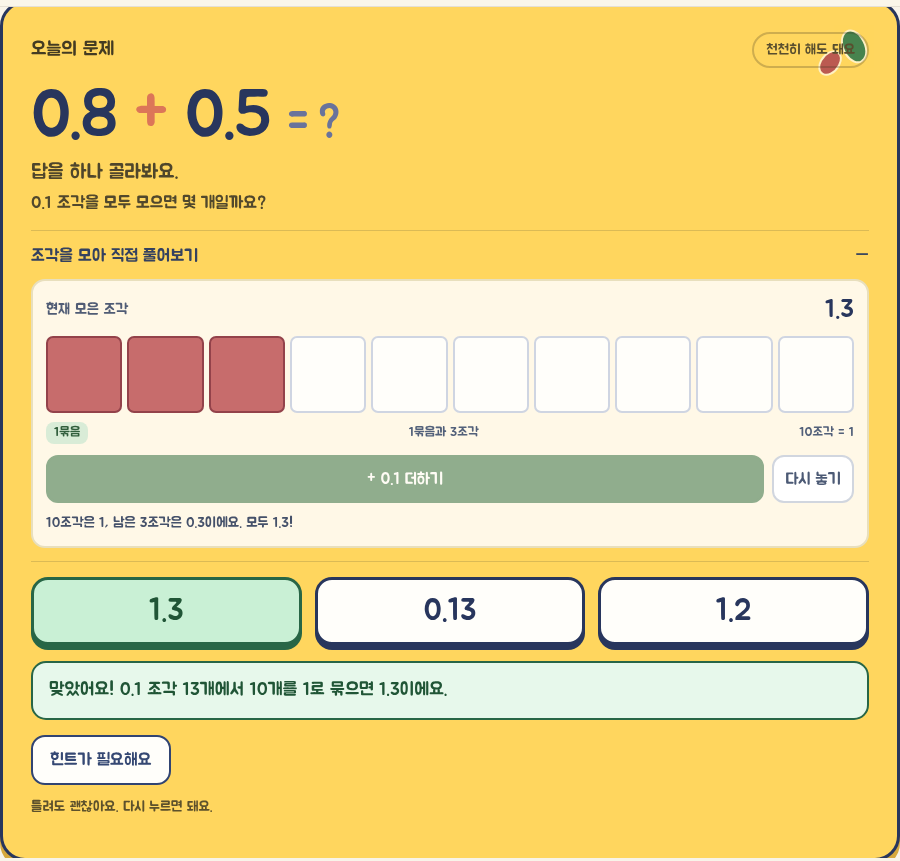 오늘의 문제
천천히 해도 돼요
0.8 + 0.5 = ?
답을 하나 골라봐요.
0.1 조각을 모두 모으면 몇 개일까요?
조각을 모아 직접 풀어보기 −
현재 모은 조각 1.3
1묶음 1묶음과 3조각 10조각 = 1
+ 0.1 더하기 다시 놓기
10조각은 1, 남은 3조각은 0.3이에요. 모두 1.3!
1.3 0.13 1.2
맞았어요! 0.1 조각 13개에서 10개를 1로 묶으면 1.3이에요.
힌트가 필요해요
틀려도 괜찮아요. 다시 누르면 돼요.